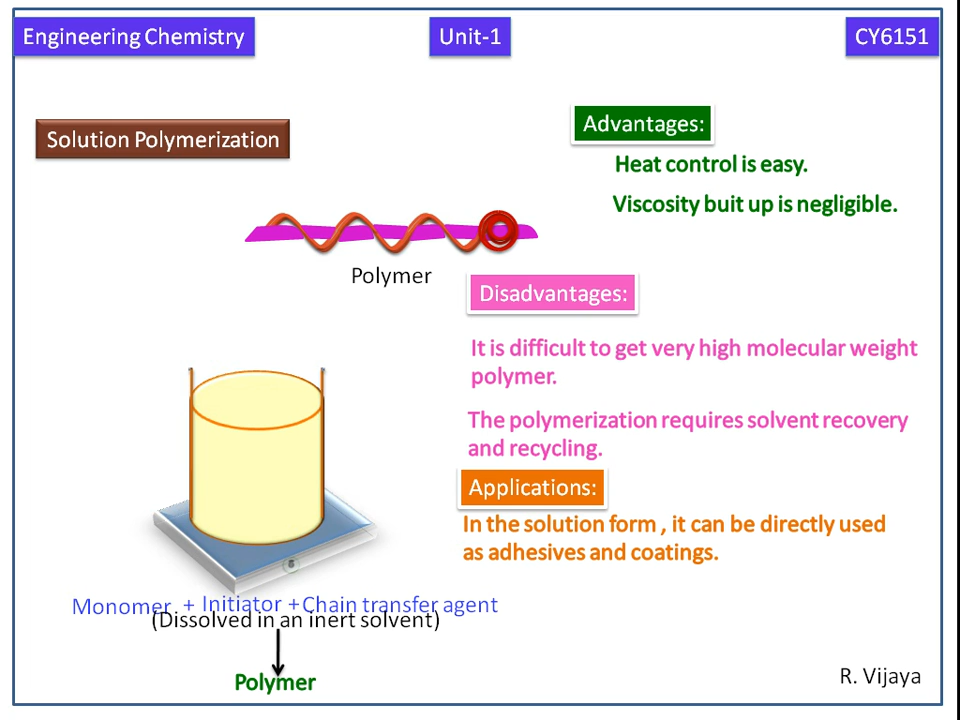 Engineering Chemistry
Unit-1
CY6151
Solution Polymerization
Advantages:
Heat control is easy.
Viscosity buit up is negligible.
Polymer
Disadvantages:
It is difficult to get very high molecular weight
polymer.
The polymerization requires solvent recovery
and recycling.
Applications:
In the solution form , it can be directly used
as adhesives and coatings.
Monomer + Initiator + Chain transfer agent
(Dissolved in an inert solvent)
Polymer
R. Vijaya